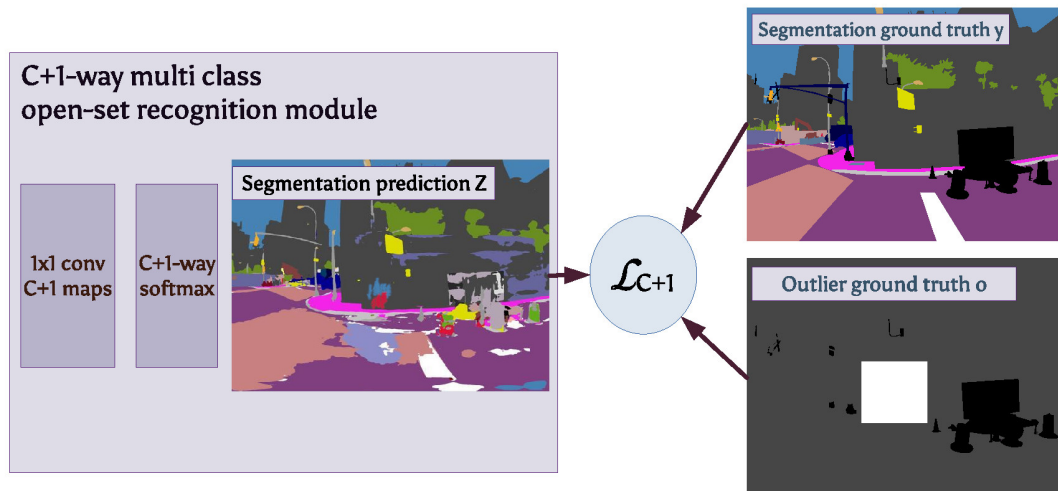 C+1-way multi class
open-set recognition module
1x1 conv
C+1 maps
C+1-way
softmax
Segmentation prediction Z
ℒC+1
Segmentation ground truth y
Outlier ground truth o